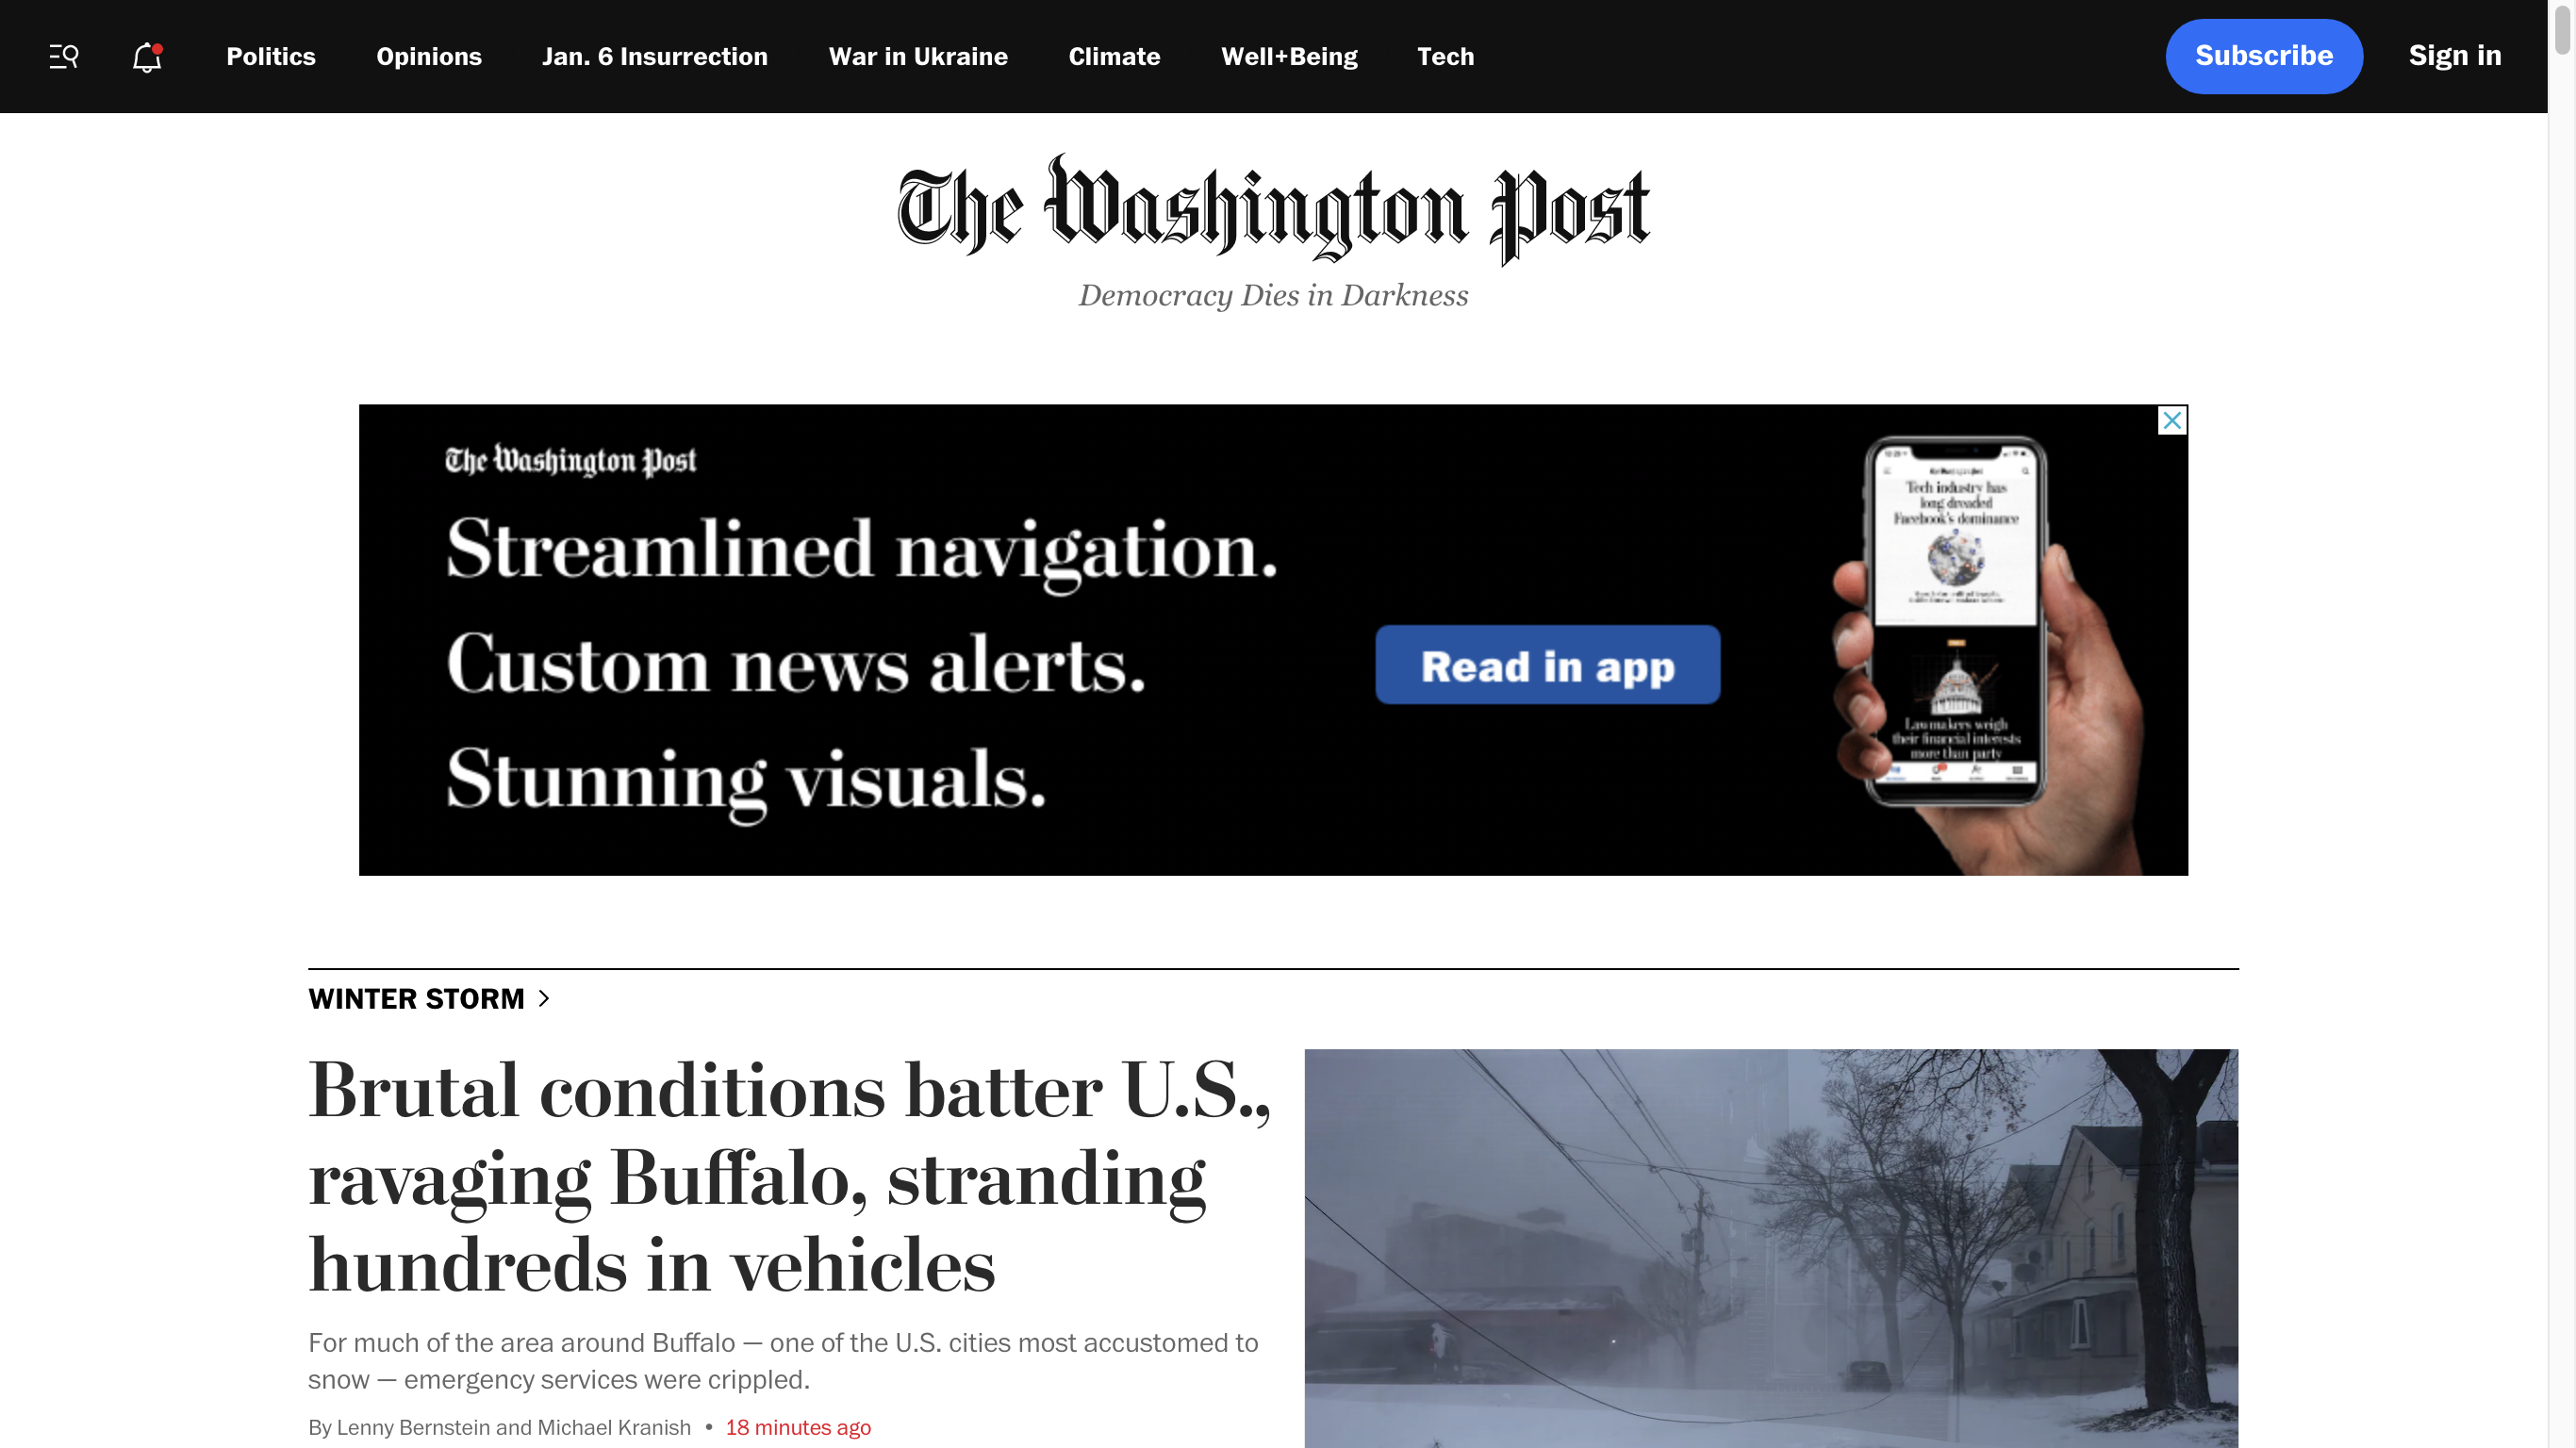 Politics Opinions Jan. 6 Insurrection War in Ukraine Climate Well+Being Tech Subscribe Sign in
The Washington Post
Democracy Dies in Darkness
The Washington Post
Streamlined navigation.
Custom news alerts.
Stunning visuals.
Read in app
Tech industry has
long dreaded
Facebook's dominance
Lawmakers weigh
their financial interests
more than party
WINTER STORM >
Brutal conditions batter U.S.,
ravaging Buffalo, stranding
hundreds in vehicles
For much of the area around Buffalo — one of the U.S. cities most accustomed to
snow — emergency services were crippled.
By Lenny Bernstein and Michael Kranish • 18 minutes ago